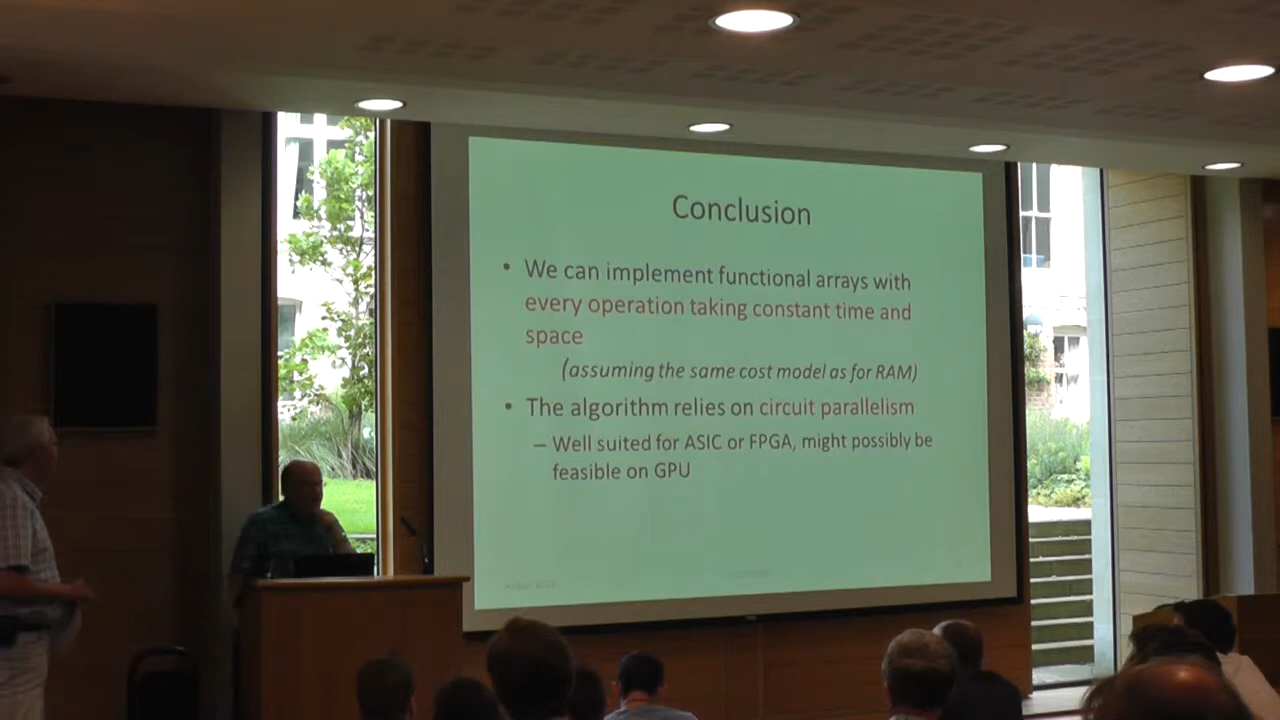 Conclusion
• We can implement functional arrays with
every operation taking constant time and
space
(assuming the same cost model as for RAM)
• The algorithm relies on circuit parallelism
– Well suited for ASIC or FPGA, might possibly be
feasible on GPU